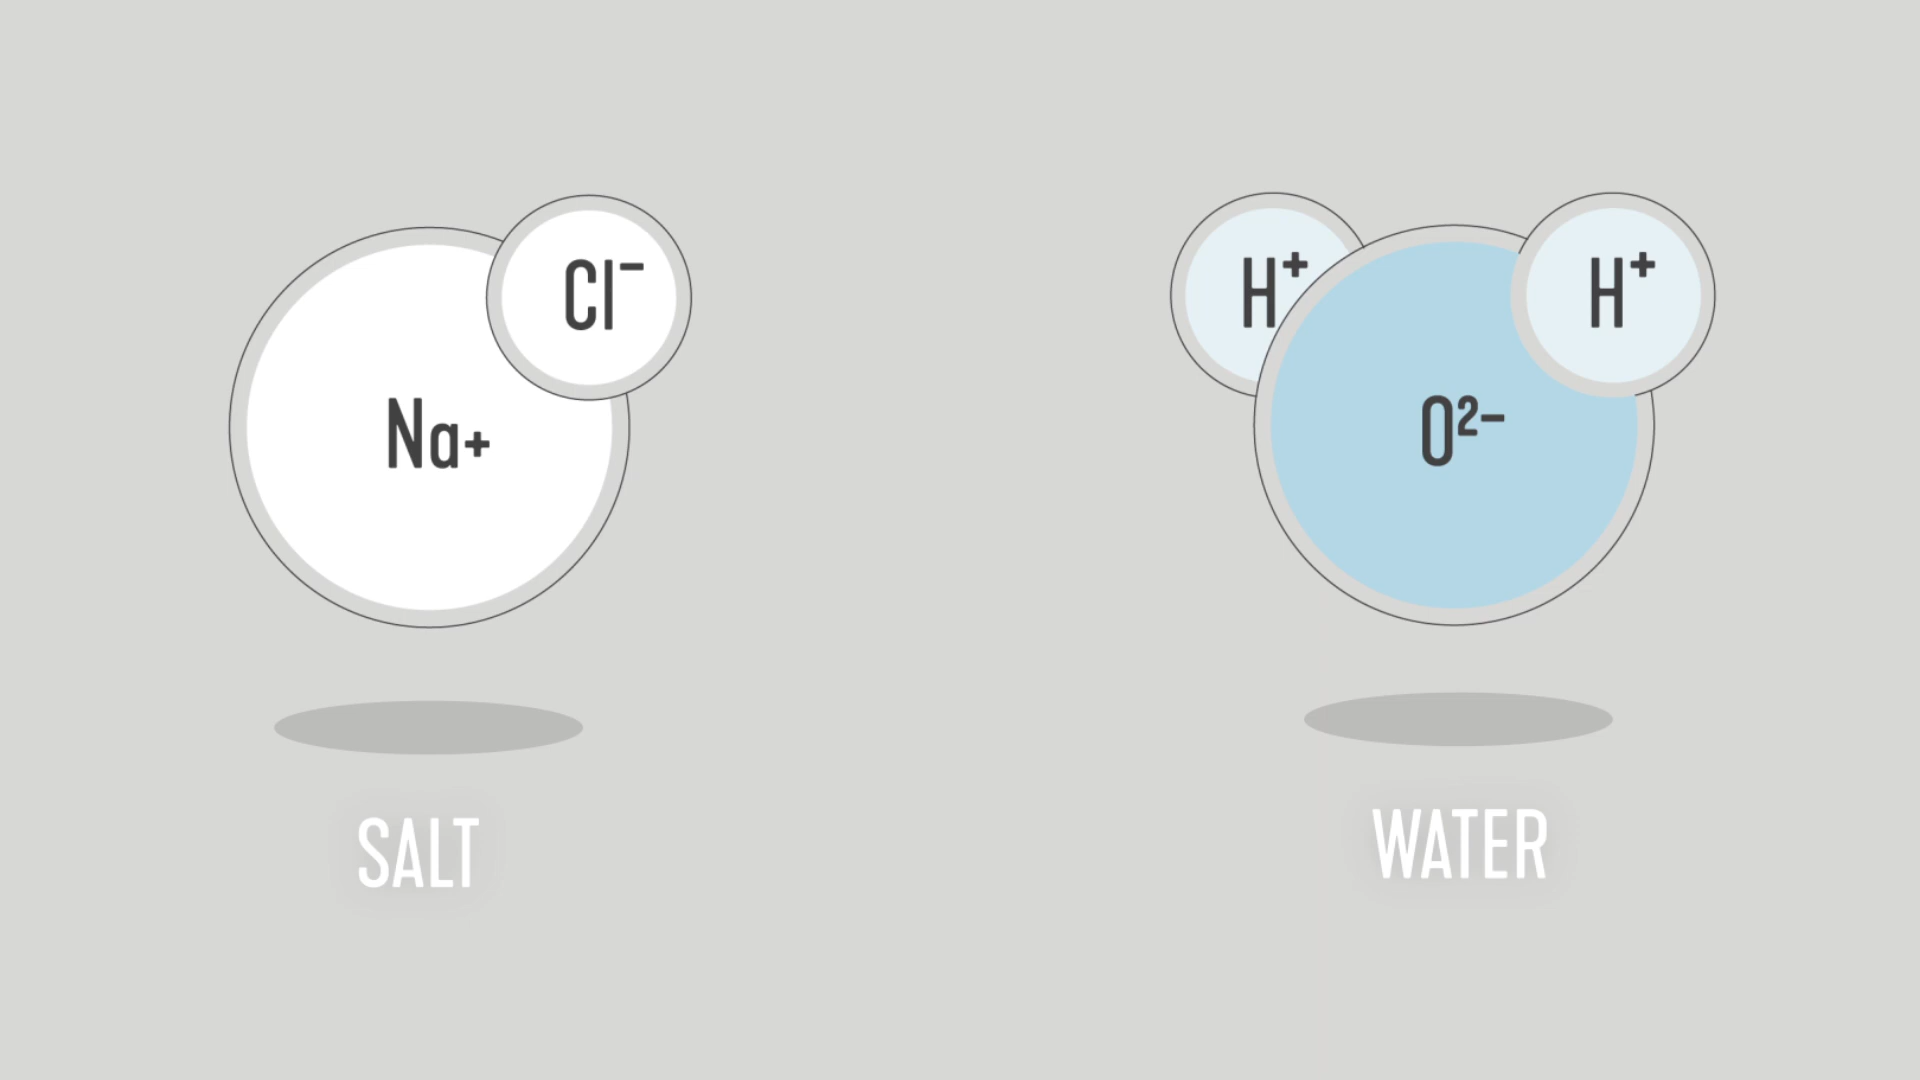 Cl⁻
Na+
SALT
H⁺
H⁺
O²⁻
WATER